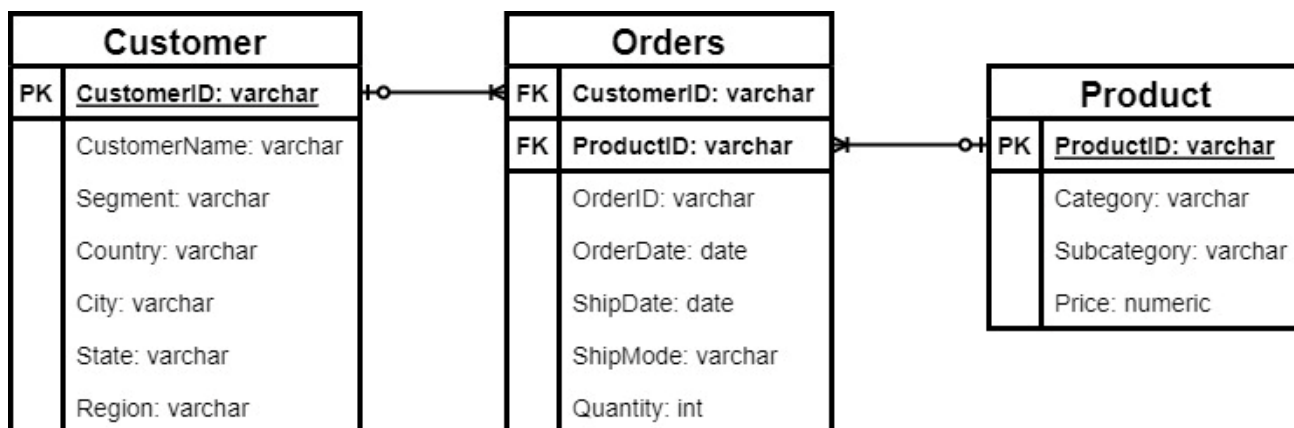 Customer
PK CustomerID: varchar
CustomerName: varchar
Segment: varchar
Country: varchar
City: varchar
State: varchar
Region: varchar
Orders
FK CustomerID: varchar
FK ProductID: varchar
OrderID: varchar
OrderDate: date
ShipDate: date
ShipMode: varchar
Quantity: int
Product
PK ProductID: varchar
Category: varchar
Subcategory: varchar
Price: numeric